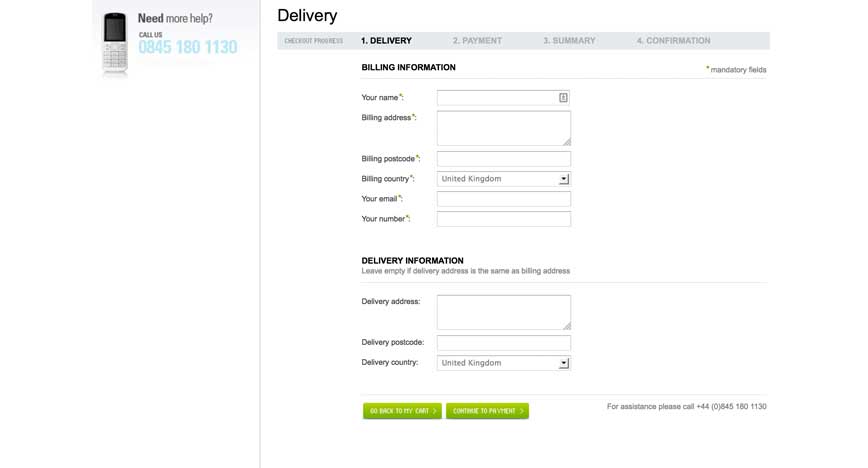 Need more help?
CALL US
0845 180 1130
Delivery
CHECKOUT PROGRESS 1. DELIVERY 2. PAYMENT 3. SUMMARY 4. CONFIRMATION
BILLING INFORMATION
* mandatory fields
Your name*:
Billing address*:
Billing postcode*:
Billing country*: United Kingdom
Your email*:
Your number*:
DELIVERY INFORMATION
Leave empty if delivery address is the same as billing address
Delivery address:
Delivery postcode:
Delivery country: United Kingdom
GO BACK TO MY CART > CONTINUE TO PAYMENT >
For assistance please call +44 (0)845 180 1130